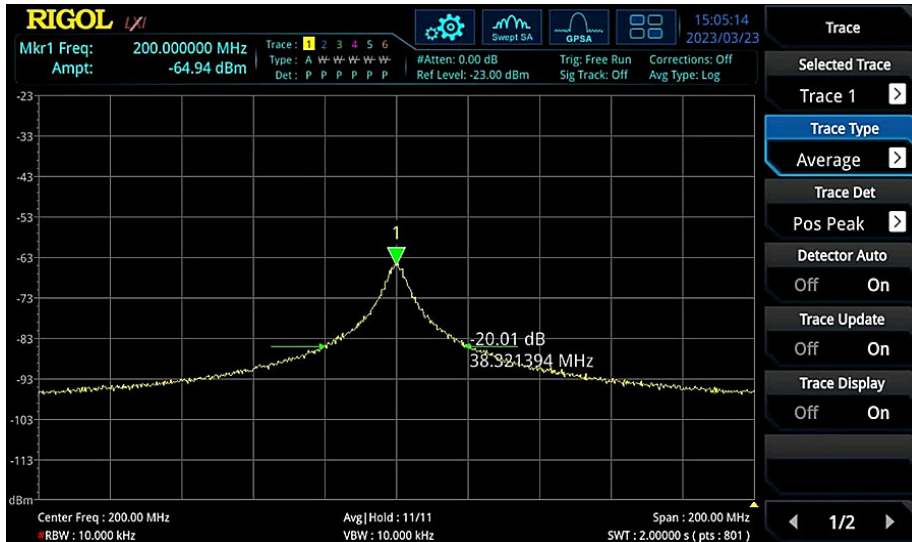 RIGOL LXI
Mkr1 Freq: 200.000000 MHz
Ampt: -64.94 dBm
Trace : 1 2 3 4 5 6
Type : A W W W W W
Det : P P P P P P
Swept SA
GPSA
#Atten: 0.00 dB
Ref Level: -23.00 dBm
Trig: Free Run
Sig Track: Off
Corrections: Off
Avg Type: Log
15:05:14
2023/03/23
-23
-33
-43
-53
-63
-73
-83
-93
-103
-113
dBm
1
-20.01 dB
38.321394 MHz
Center Freq : 200.00 MHz
#RBW : 10.000 kHz
Avg|Hold : 11/11
VBW : 10.000 kHz
Span : 200.00 MHz
SWT : 2.00000 s ( pts : 801 )
Trace
Selected Trace
Trace 1 >
Trace Type
Average >
Trace Det
Pos Peak >
Detector Auto
Off On
Trace Update
Off On
Trace Display
Off On
1/2